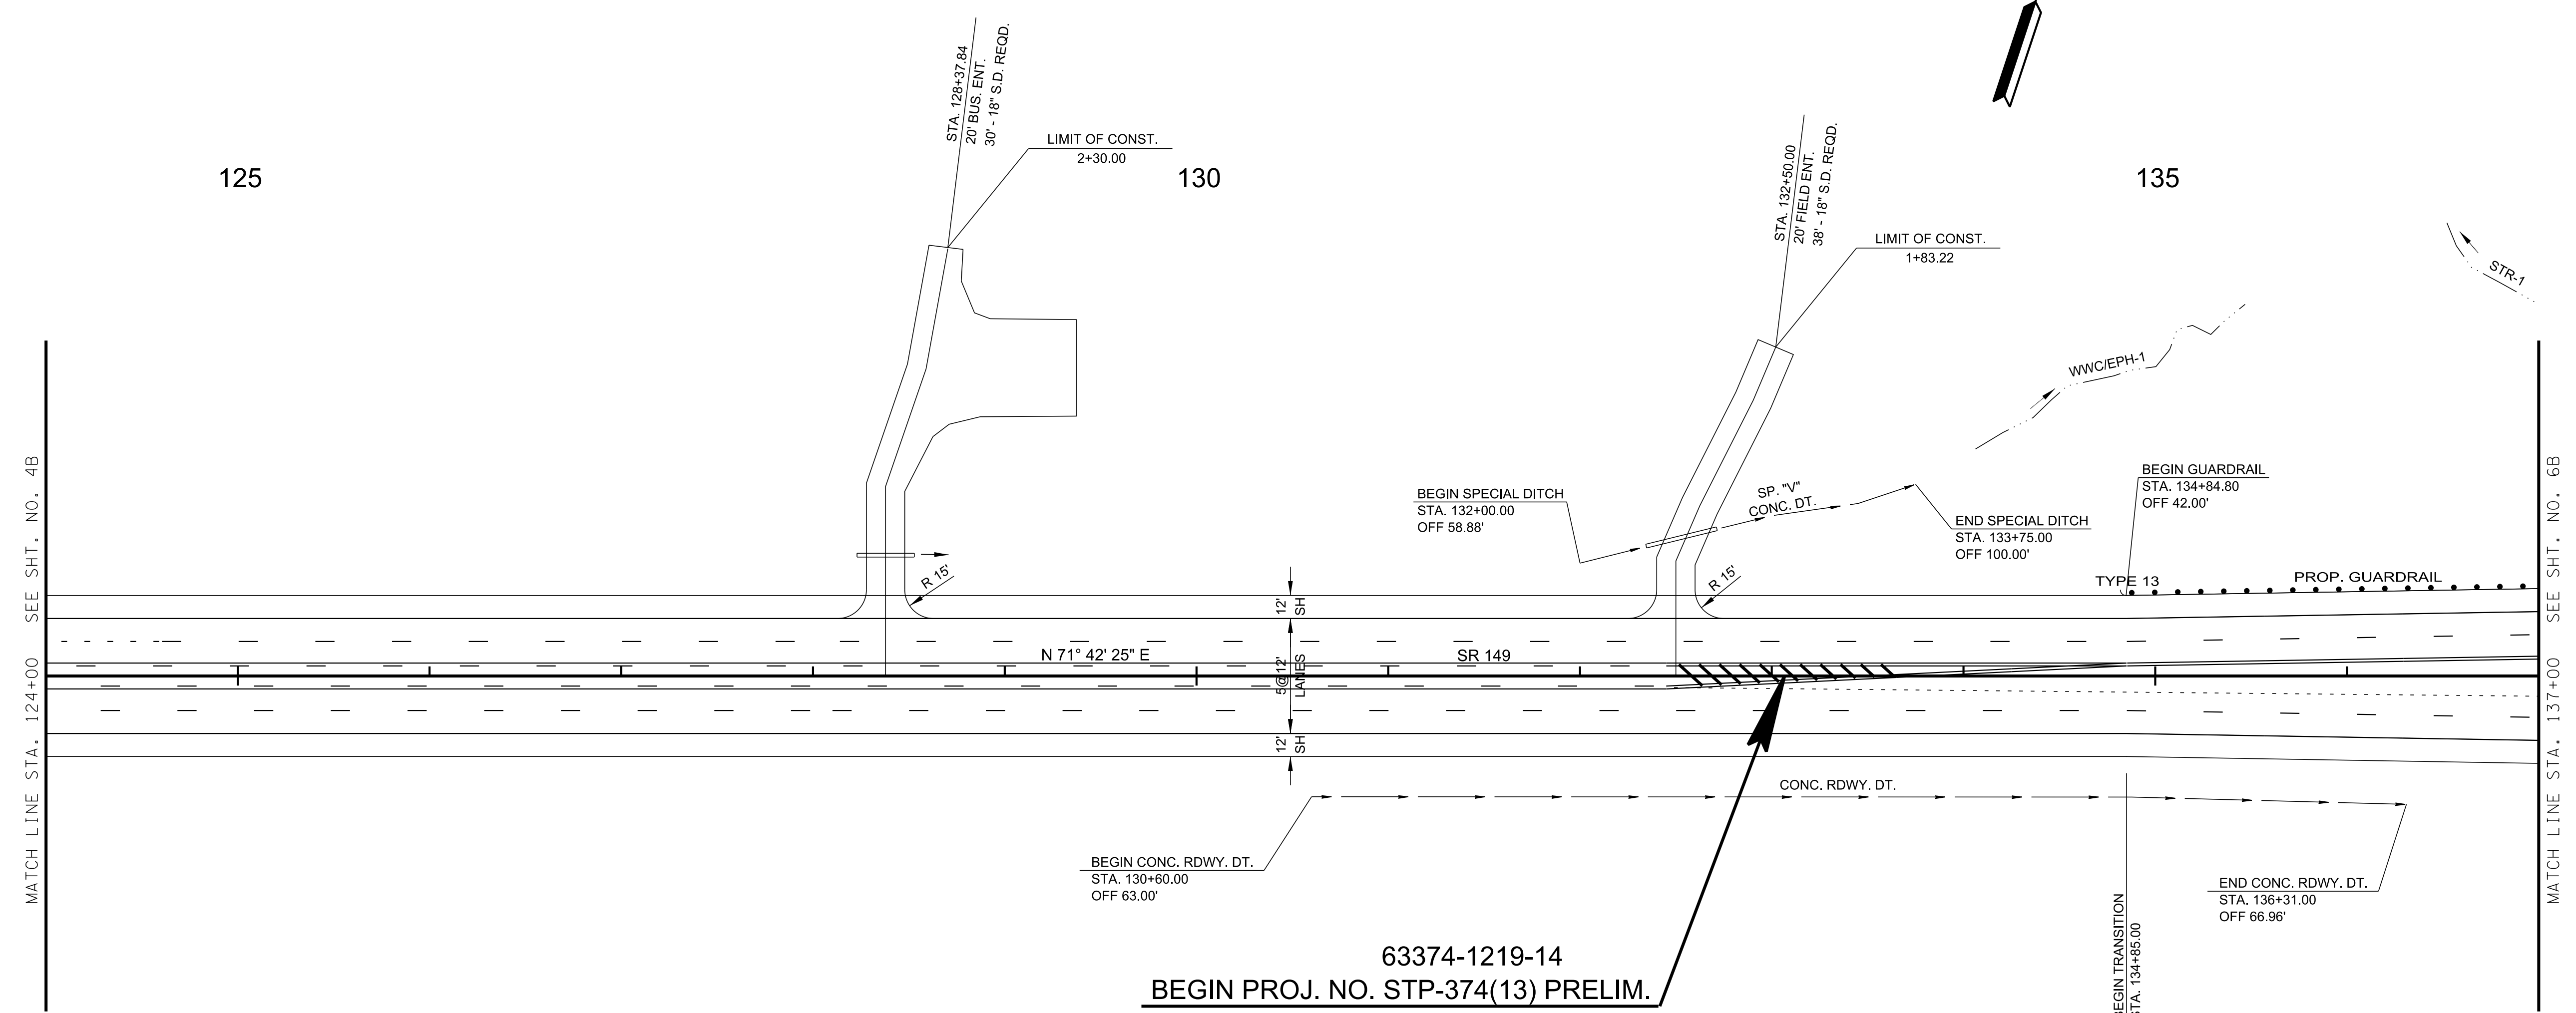 STA. 128+37.84
20' BUS. ENT.
30' - 18" S.D. REQD.
LIMIT OF CONST.
2+30.00
STA. 132+50.00
20' FIELD ENT.
38' - 18" S.D. REQD.
LIMIT OF CONST.
1+83.22
125
130
135
STR-1
WWC/EPH-1
BEGIN GUARDRAIL
STA. 134+84.80
OFF 42.00'
BEGIN SPECIAL DITCH
STA. 132+00.00
OFF 58.88'
SP. "V"
CONC. DT.
END SPECIAL DITCH
STA. 133+75.00
OFF 100.00'
R 15'
R 15'
TYPE 13
PROP. GUARDRAIL
12'
SH
N 71° 42' 25" E
SR 149
5@12'
LANES
12'
SH
MATCH LINE STA. 124+00 SEE SHT. NO. 4B
MATCH LINE STA. 137+00 SEE SHT. NO. 6B
CONC. RDWY. DT.
BEGIN CONC. RDWY. DT.
STA. 130+60.00
OFF 63.00'
END CONC. RDWY. DT.
STA. 136+31.00
OFF 66.96'
EGIN TRANSITION
TA. 134+85.00
63374-1219-14
BEGIN PROJ. NO. STP-374(13) PRELIM.